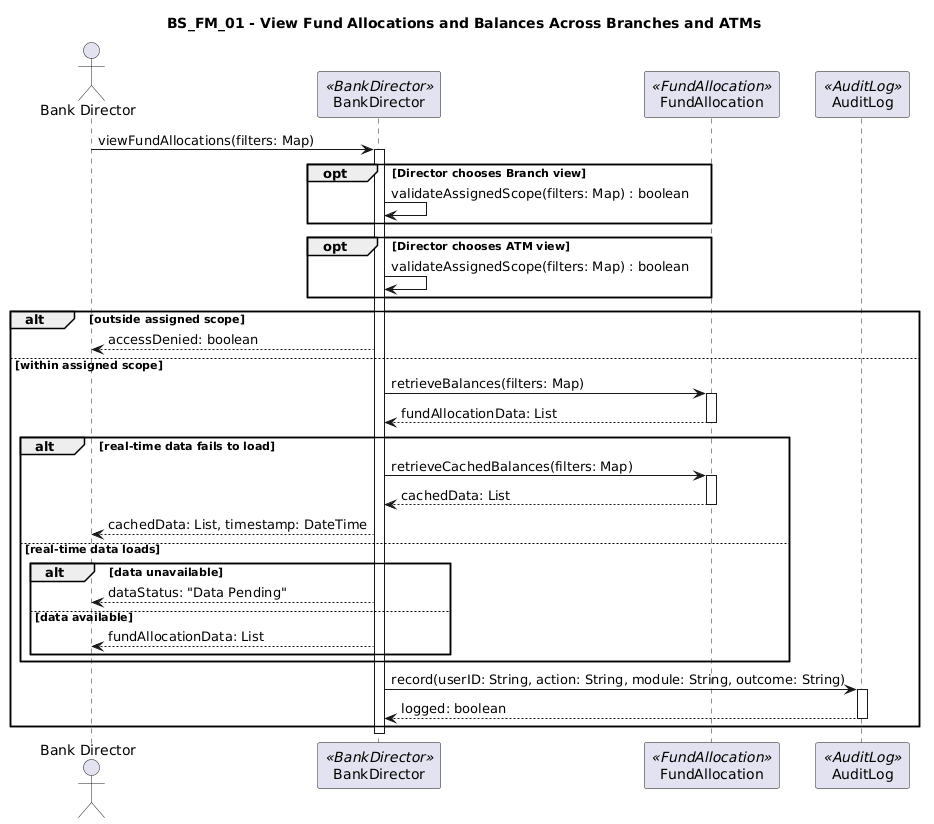 BS_FM_01 - View Fund Allocations and Balances Across Branches and ATMs
Bank Director
«BankDirector»
BankDirector
«FundAllocation»
FundAllocation
«AuditLog»
AuditLog
viewFundAllocations(filters: Map)
opt [Director chooses Branch view]
validateAssignedScope(filters: Map) : boolean
opt [Director chooses ATM view]
validateAssignedScope(filters: Map) : boolean
alt [outside assigned scope]
accessDenied: boolean
[within assigned scope]
retrieveBalances(filters: Map)
fundAllocationData: List
alt [real-time data fails to load]
retrieveCachedBalances(filters: Map)
cachedData: List
cachedData: List, timestamp: DateTime
[real-time data loads]
alt [data unavailable]
dataStatus: "Data Pending"
[data available]
fundAllocationData: List
record(userID: String, action: String, module: String, outcome: String)
logged: boolean
Bank Director
«BankDirector»
BankDirector
«FundAllocation»
FundAllocation
«AuditLog»
AuditLog